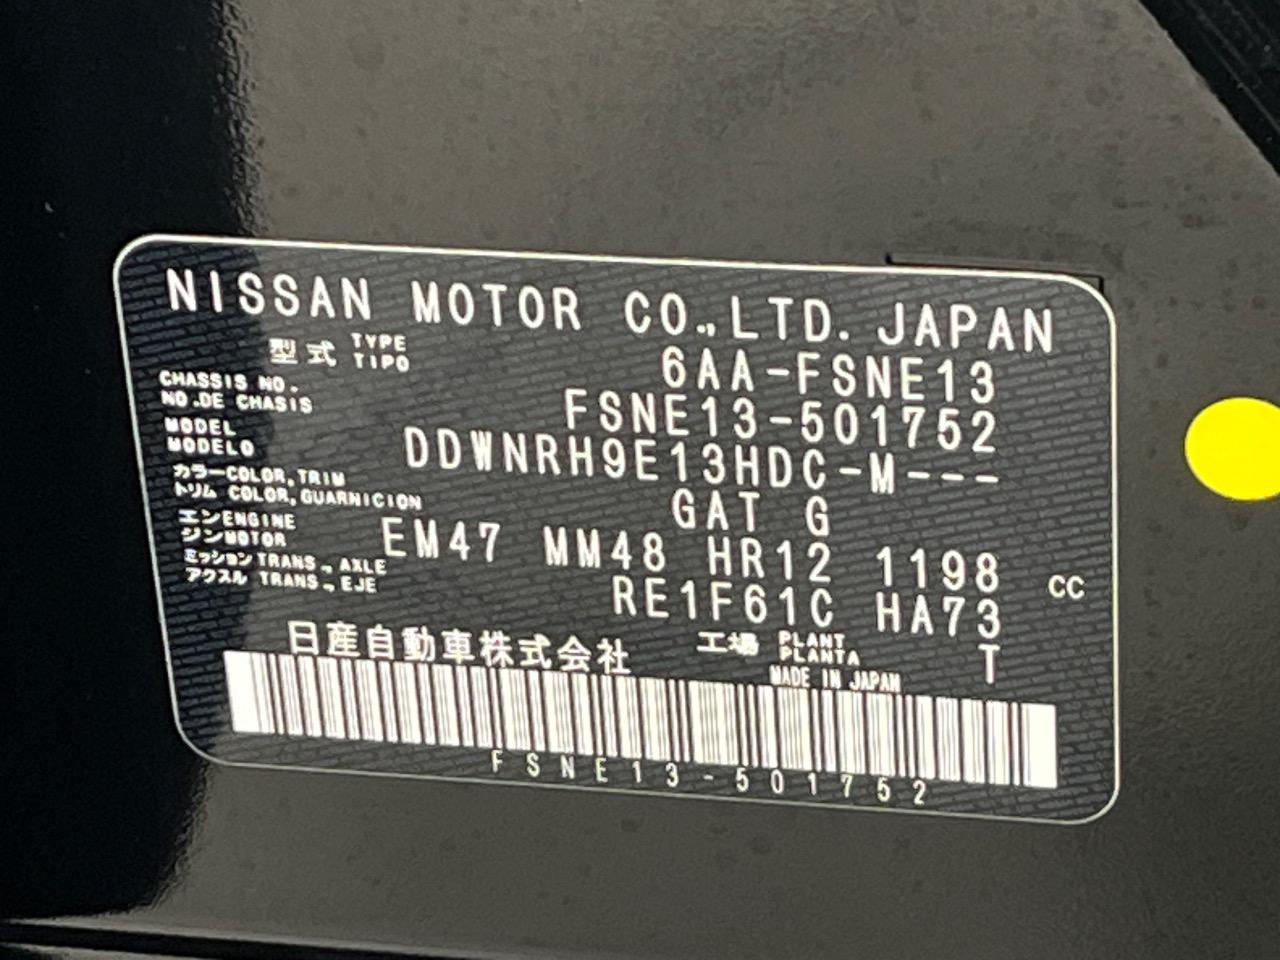 NISSAN MOTOR CO.,LTD. JAPAN
型式 TYPE TIPO 6AA-FSNE13
CHASSIS NO. NO.DE CHASIS FSNE13-501752
MODEL MODELO DDWNRH9E13HDC-M---
カラー COLOR,TRIM トリム COLOR,GUARNICION GAT G
エンジン ENGINE MOTOR EM47 MM48 HR12 1198 CC
ミッション TRANS., AXLE アクスル TRANS., EJE RE1F61C HA73
日産自動車株式会社 工場 PLANT PLANTA T
MADE IN JAPAN
FSNE13-501752